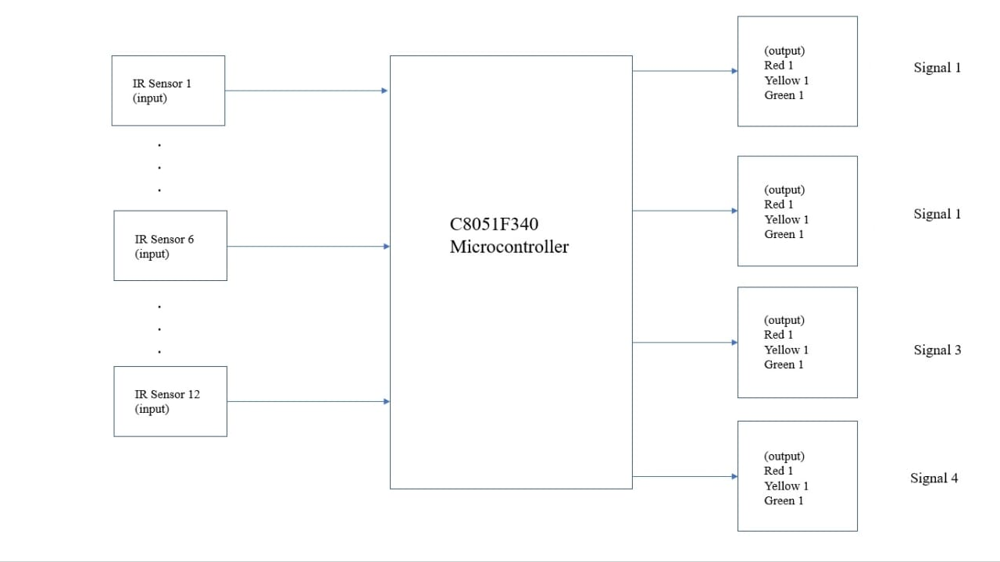 IR Sensor 1
(input)
.
.
.
IR Sensor 6
(input)
.
.
.
IR Sensor 12
(input)
C8051F340
Microcontroller
(output)
Red 1
Yellow 1
Green 1
Signal 1
(output)
Red 1
Yellow 1
Green 1
Signal 1
(output)
Red 1
Yellow 1
Green 1
Signal 3
(output)
Red 1
Yellow 1
Green 1
Signal 4